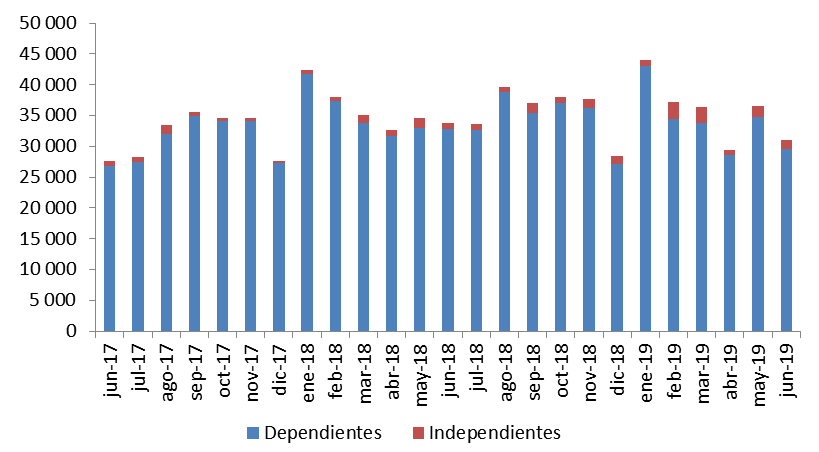 50 000
45 000
40 000
35 000
30 000
25 000
20 000
15 000
10 000
5 000
0
jun-17
jul-17
ago-17
sep-17
oct-17
nov-17
dic-17
ene-18
feb-18
mar-18
abr-18
may-18
jun-18
jul-18
ago-18
sep-18
oct-18
nov-18
dic-18
ene-19
feb-19
mar-19
abr-19
may-19
jun-19
Dependientes Independientes